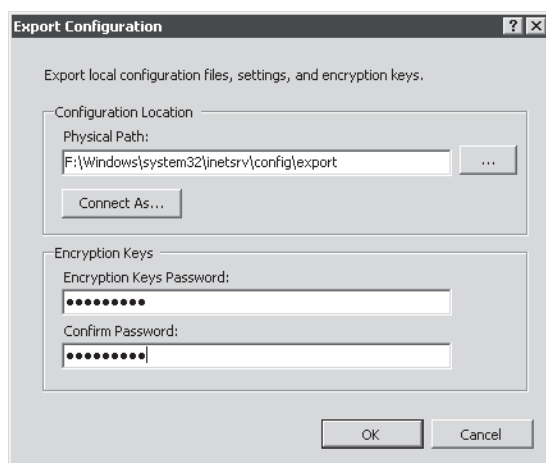 Export Configuration
? X
Export local configuration files, settings, and encryption keys.
Configuration Location
Physical Path:
F:\Windows\system32\inetsrv\config\export
...
Connect As...
Encryption Keys
Encryption Keys Password:
●●●●●●●●●
Confirm Password:
●●●●●●●●●
OK Cancel